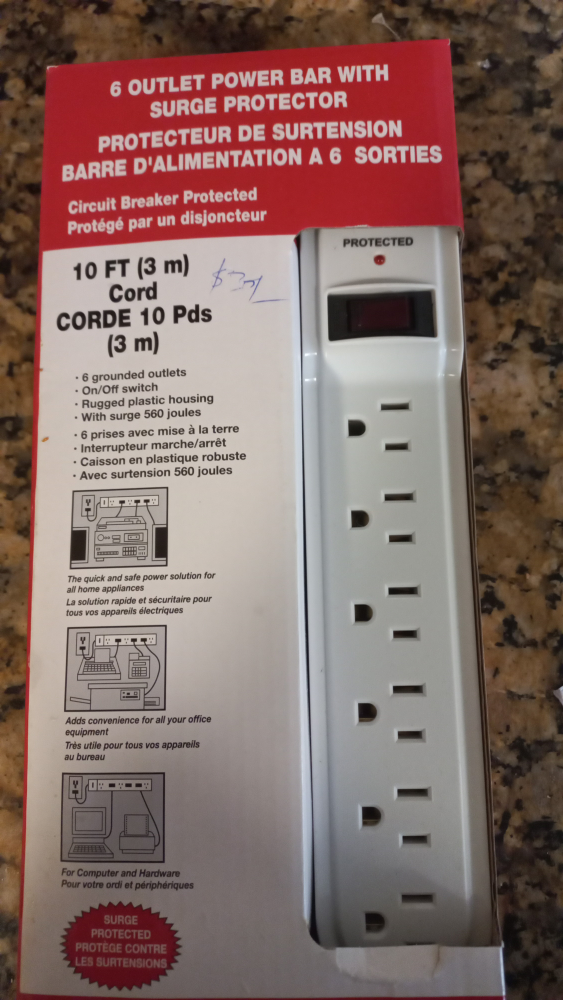 6 OUTLET POWER BAR WITH
SURGE PROTECTOR
PROTECTEUR DE SURTENSION
BARRE D'ALIMENTATION A 6 SORTIES
Circuit Breaker Protected
Protégé par un disjoncteur
10 FT (3 m)
Cord
CORDE 10 Pds
(3 m)
· 6 grounded outlets
· On/Off switch
· Rugged plastic housing
· With surge 560 joules
· 6 prises avec mise à la terre
· Interrupteur marche/arrêt
· Caisson en plastique robuste
· Avec surtension 560 joules
The quick and safe power solution for
all home appliances
La solution rapide et sécuritaire pour
tous vos appareils électriques
Adds convenience for all your office
equipment
Très utile pour tous vos appareils
au bureau
For Computer and Hardware
Pour votre ordi et périphériques
SURGE
PROTECTED
PROTÈGE CONTRE
LES SURTENSIONS
PROTECTED